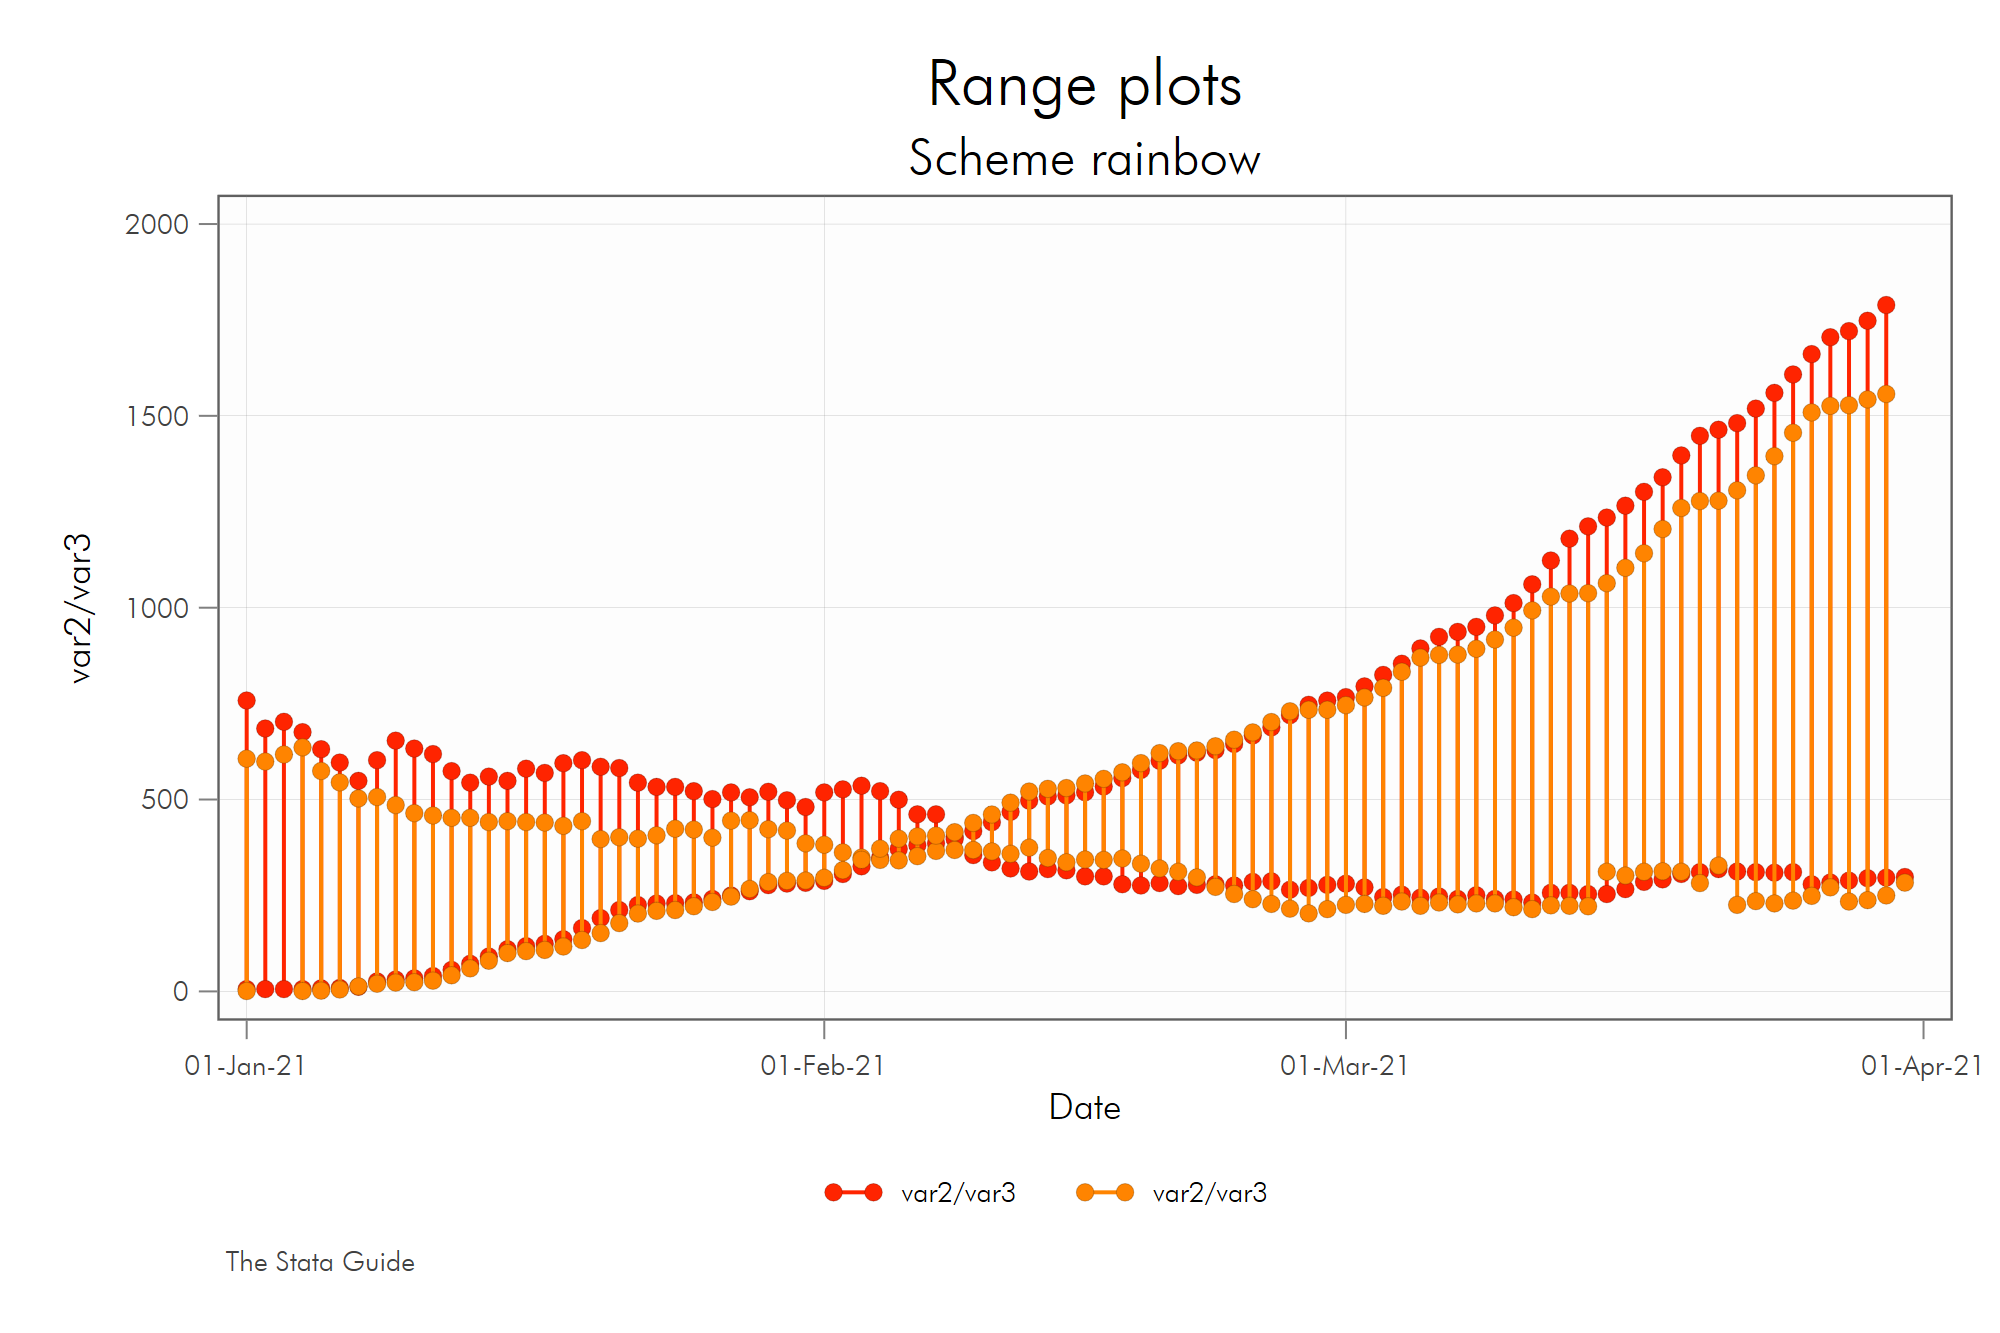 Range plots
Scheme rainbow
2000
1500
1000
500
0
var2/var3
01-Jan-21
01-Feb-21
01-Mar-21
01-Apr-21
Date
var2/var3
var2/var3
The Stata Guide